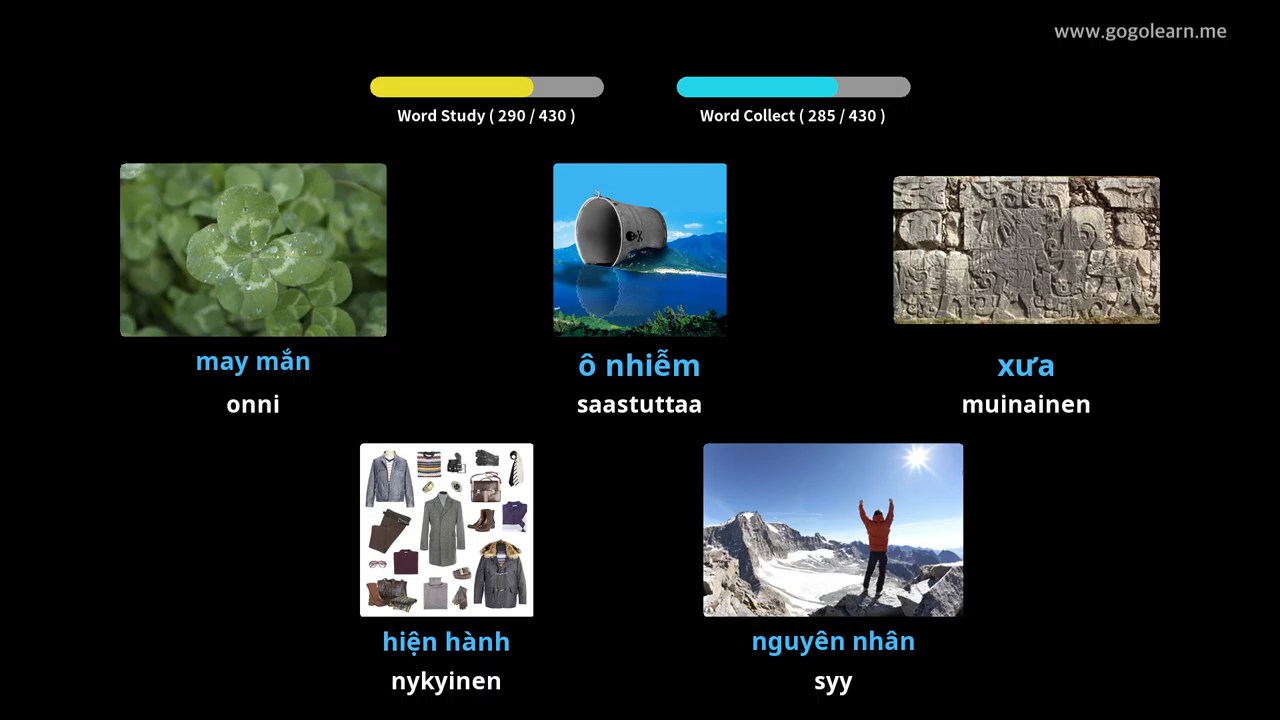 www.gogolearn.me
Word Study ( 290 / 430 )
Word Collect ( 285 / 430 )
may mắn
ô nhiễm
xưa
onni
saastuttaa
muinainen
hiện hành
nguyên nhân
nykyinen
syy